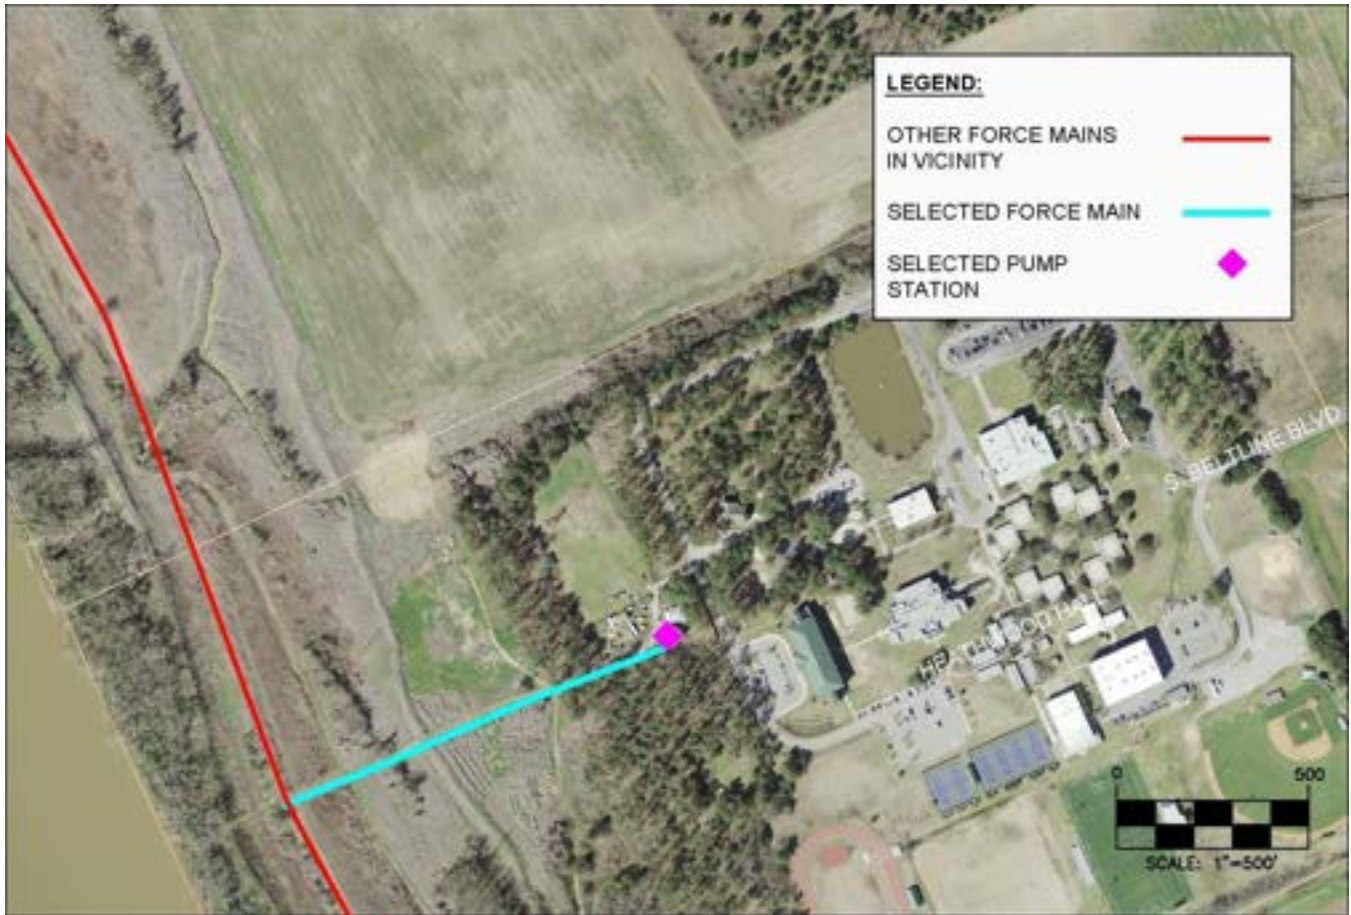 LEGEND:
OTHER FORCE MAINS
IN VICINITY
SELECTED FORCE MAIN
SELECTED PUMP
STATION
S BELTLINE BLVD
0 500
SCALE: 1"=500'